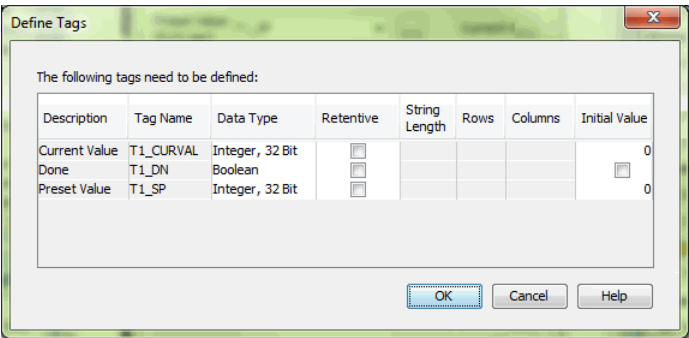 Define Tags
The following tags need to be defined:
Description Tag Name Data Type Retentive String Length Rows Columns Initial Value
Current Value T1_CURVAL Integer, 32 Bit 0
Done T1_DN Boolean
Preset Value T1_SP Integer, 32 Bit 0
OK Cancel Help